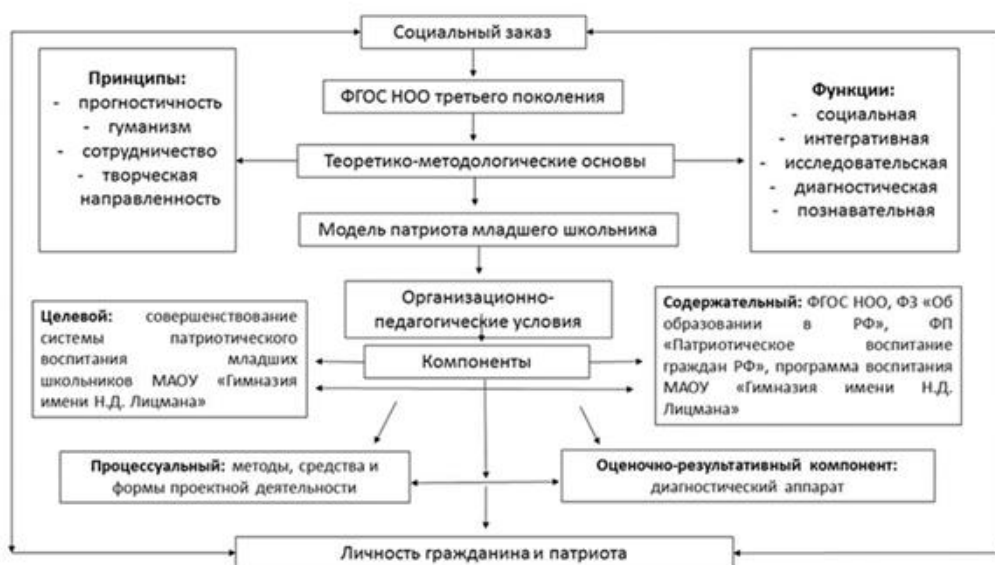 Социальный заказ
Принципы:
- прогностичность
- гуманизм
- сотрудничество
- творческая
направленность
ФГОС НОО третьего поколения
Теоретико-методологические основы
Модель патриота младшего школьника
Функции:
- социальная
- интегративная
- исследовательская
- диагностическая
- познавательная
Организационно-
педагогические условия
Целевой: совершенствование
системы патриотического
воспитания младших
школьников МАОУ «Гимназия
имени Н.Д. Лицмана»
Компоненты
Содержательный: ФГОС НОО, ФЗ «Об
образовании в РФ», ФП
«Патриотическое воспитание
граждан РФ», программа воспитания
МАОУ «Гимназия имени Н.Д.
Лицмана»
Процессуальный: методы, средства и
формы проектной деятельности
Оценочно-результативный компонент:
диагностический аппарат
Личность гражданина и патриота